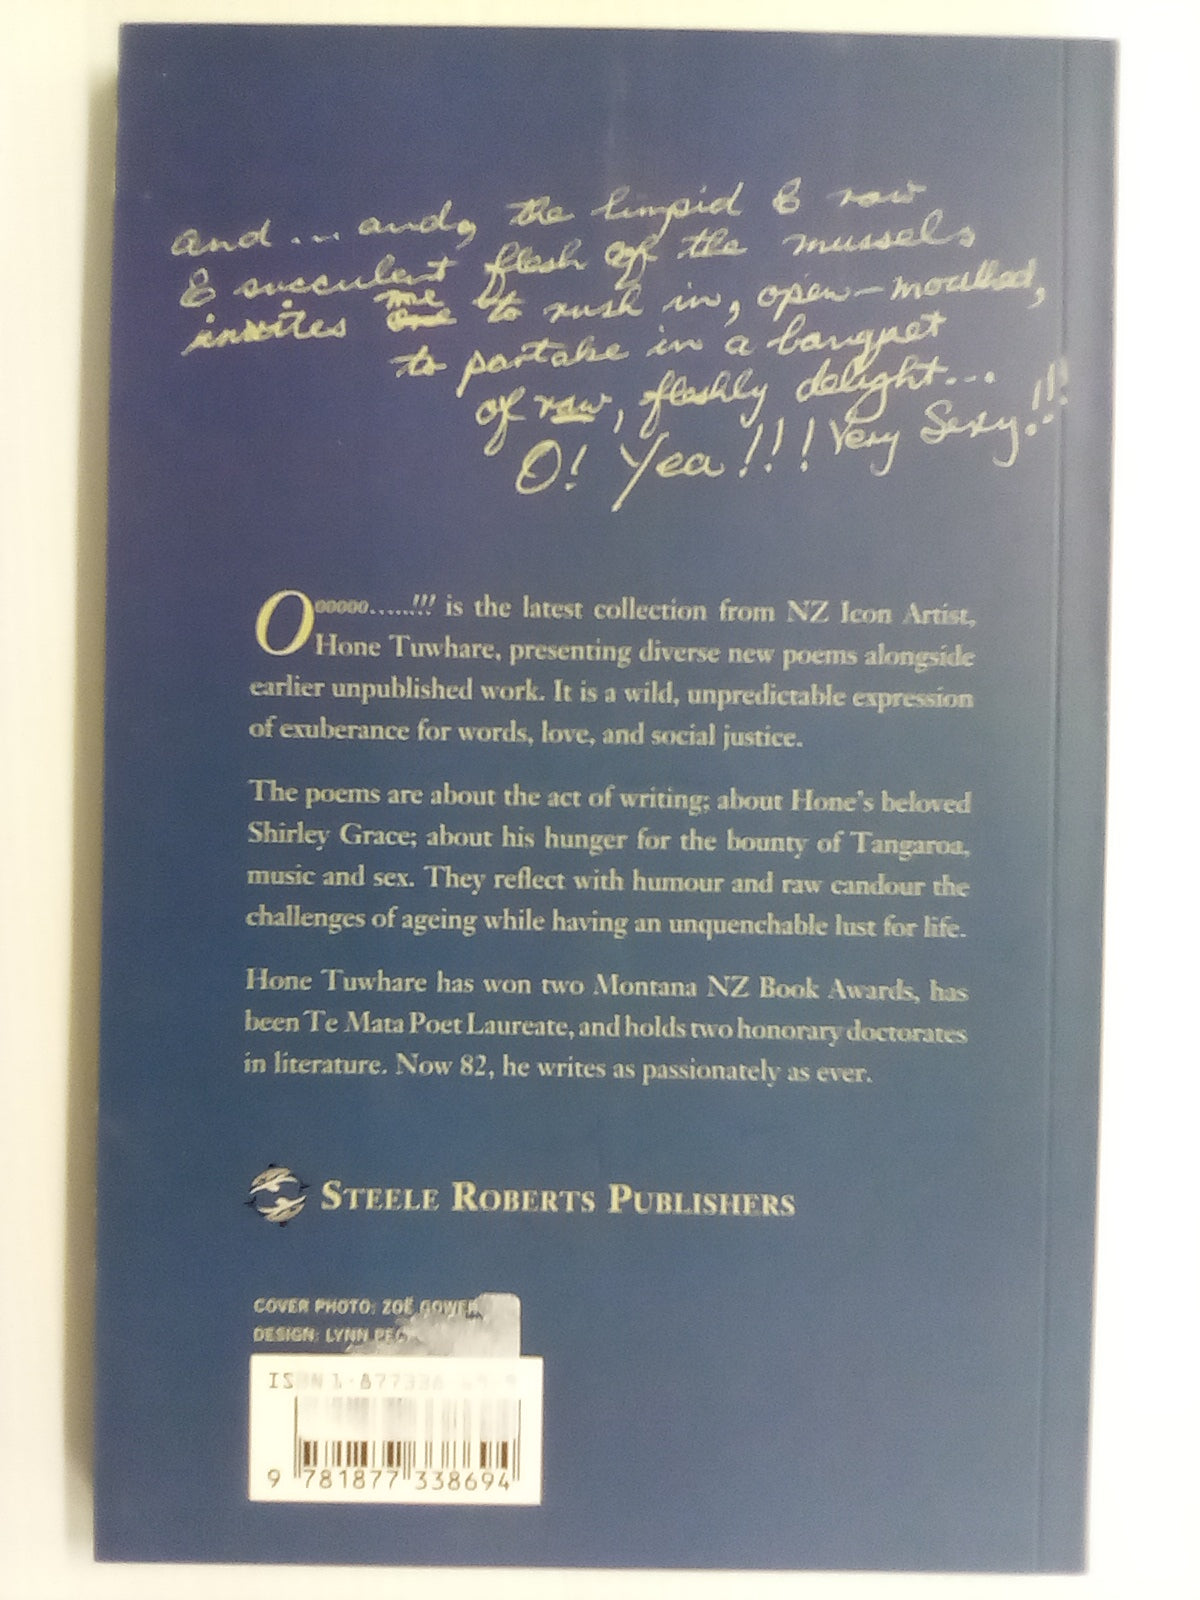 and ... and, the limpid & raw
& succulent flesh of the mussels
invites me to rush in, open-mouthed,
to partake in a banquet
of raw, fleshly delight...
O! Yea!!! Very Sexy!!!
Oooooo......!!! is the latest collection from NZ Icon Artist,
Hone Tuwhare, presenting diverse new poems alongside
earlier unpublished work. It is a wild, unpredictable expression
of exuberance for words, love, and social justice.
The poems are about the act of writing; about Hone's beloved
Shirley Grace; about his hunger for the bounty of Tangaroa,
music and sex. They reflect with humour and raw candour the
challenges of ageing while having an unquenchable lust for life.
Hone Tuwhare has won two Montana NZ Book Awards, has
been Te Mata Poet Laureate, and holds two honorary doctorates
in literature. Now 82, he writes as passionately as ever.
STEELE ROBERTS PUBLISHERS
COVER PHOTO: ZOË GOWER
DESIGN: LYNN
ISBN 1-877338-69-9
9 781877 338694